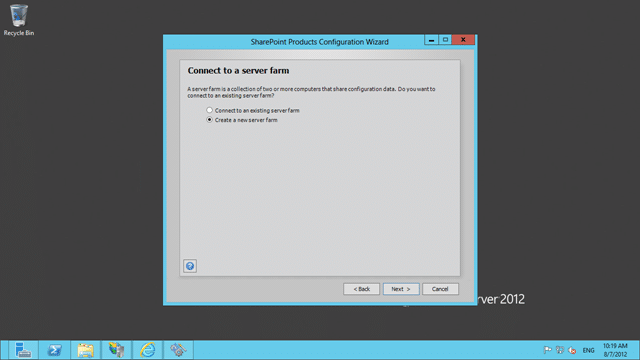 Recycle Bin
SharePoint Products Configuration Wizard
Connect to a server farm
A server farm is a collection of two or more computers that share configuration data. Do you want to
connect to an existing server farm?
Connect to an existing server farm
Create a new server farm
< Back
Next >
Cancel
rver 2012
ENG
10:19 AM
8/7/2012